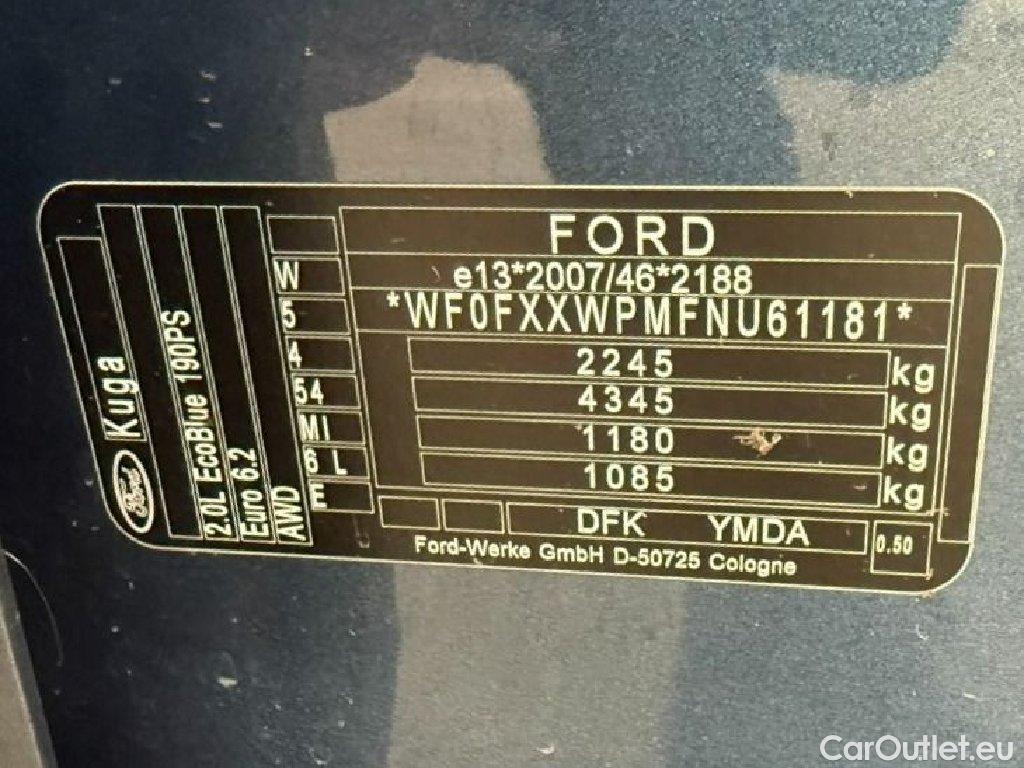 FORD
e13*2007/46*2188
*WF0FXXWPMFNU61181*
2245 kg
4345 kg
1180 kg
1085 kg
DFK YMDA
0.50
Ford-Werke GmbH D-50725 Cologne
Ford
Kuga
2.0L EcoBlue 190PS
Euro 6.2
AWD
W
5
4
54
MI
6 L
E
CarOutlet.eu